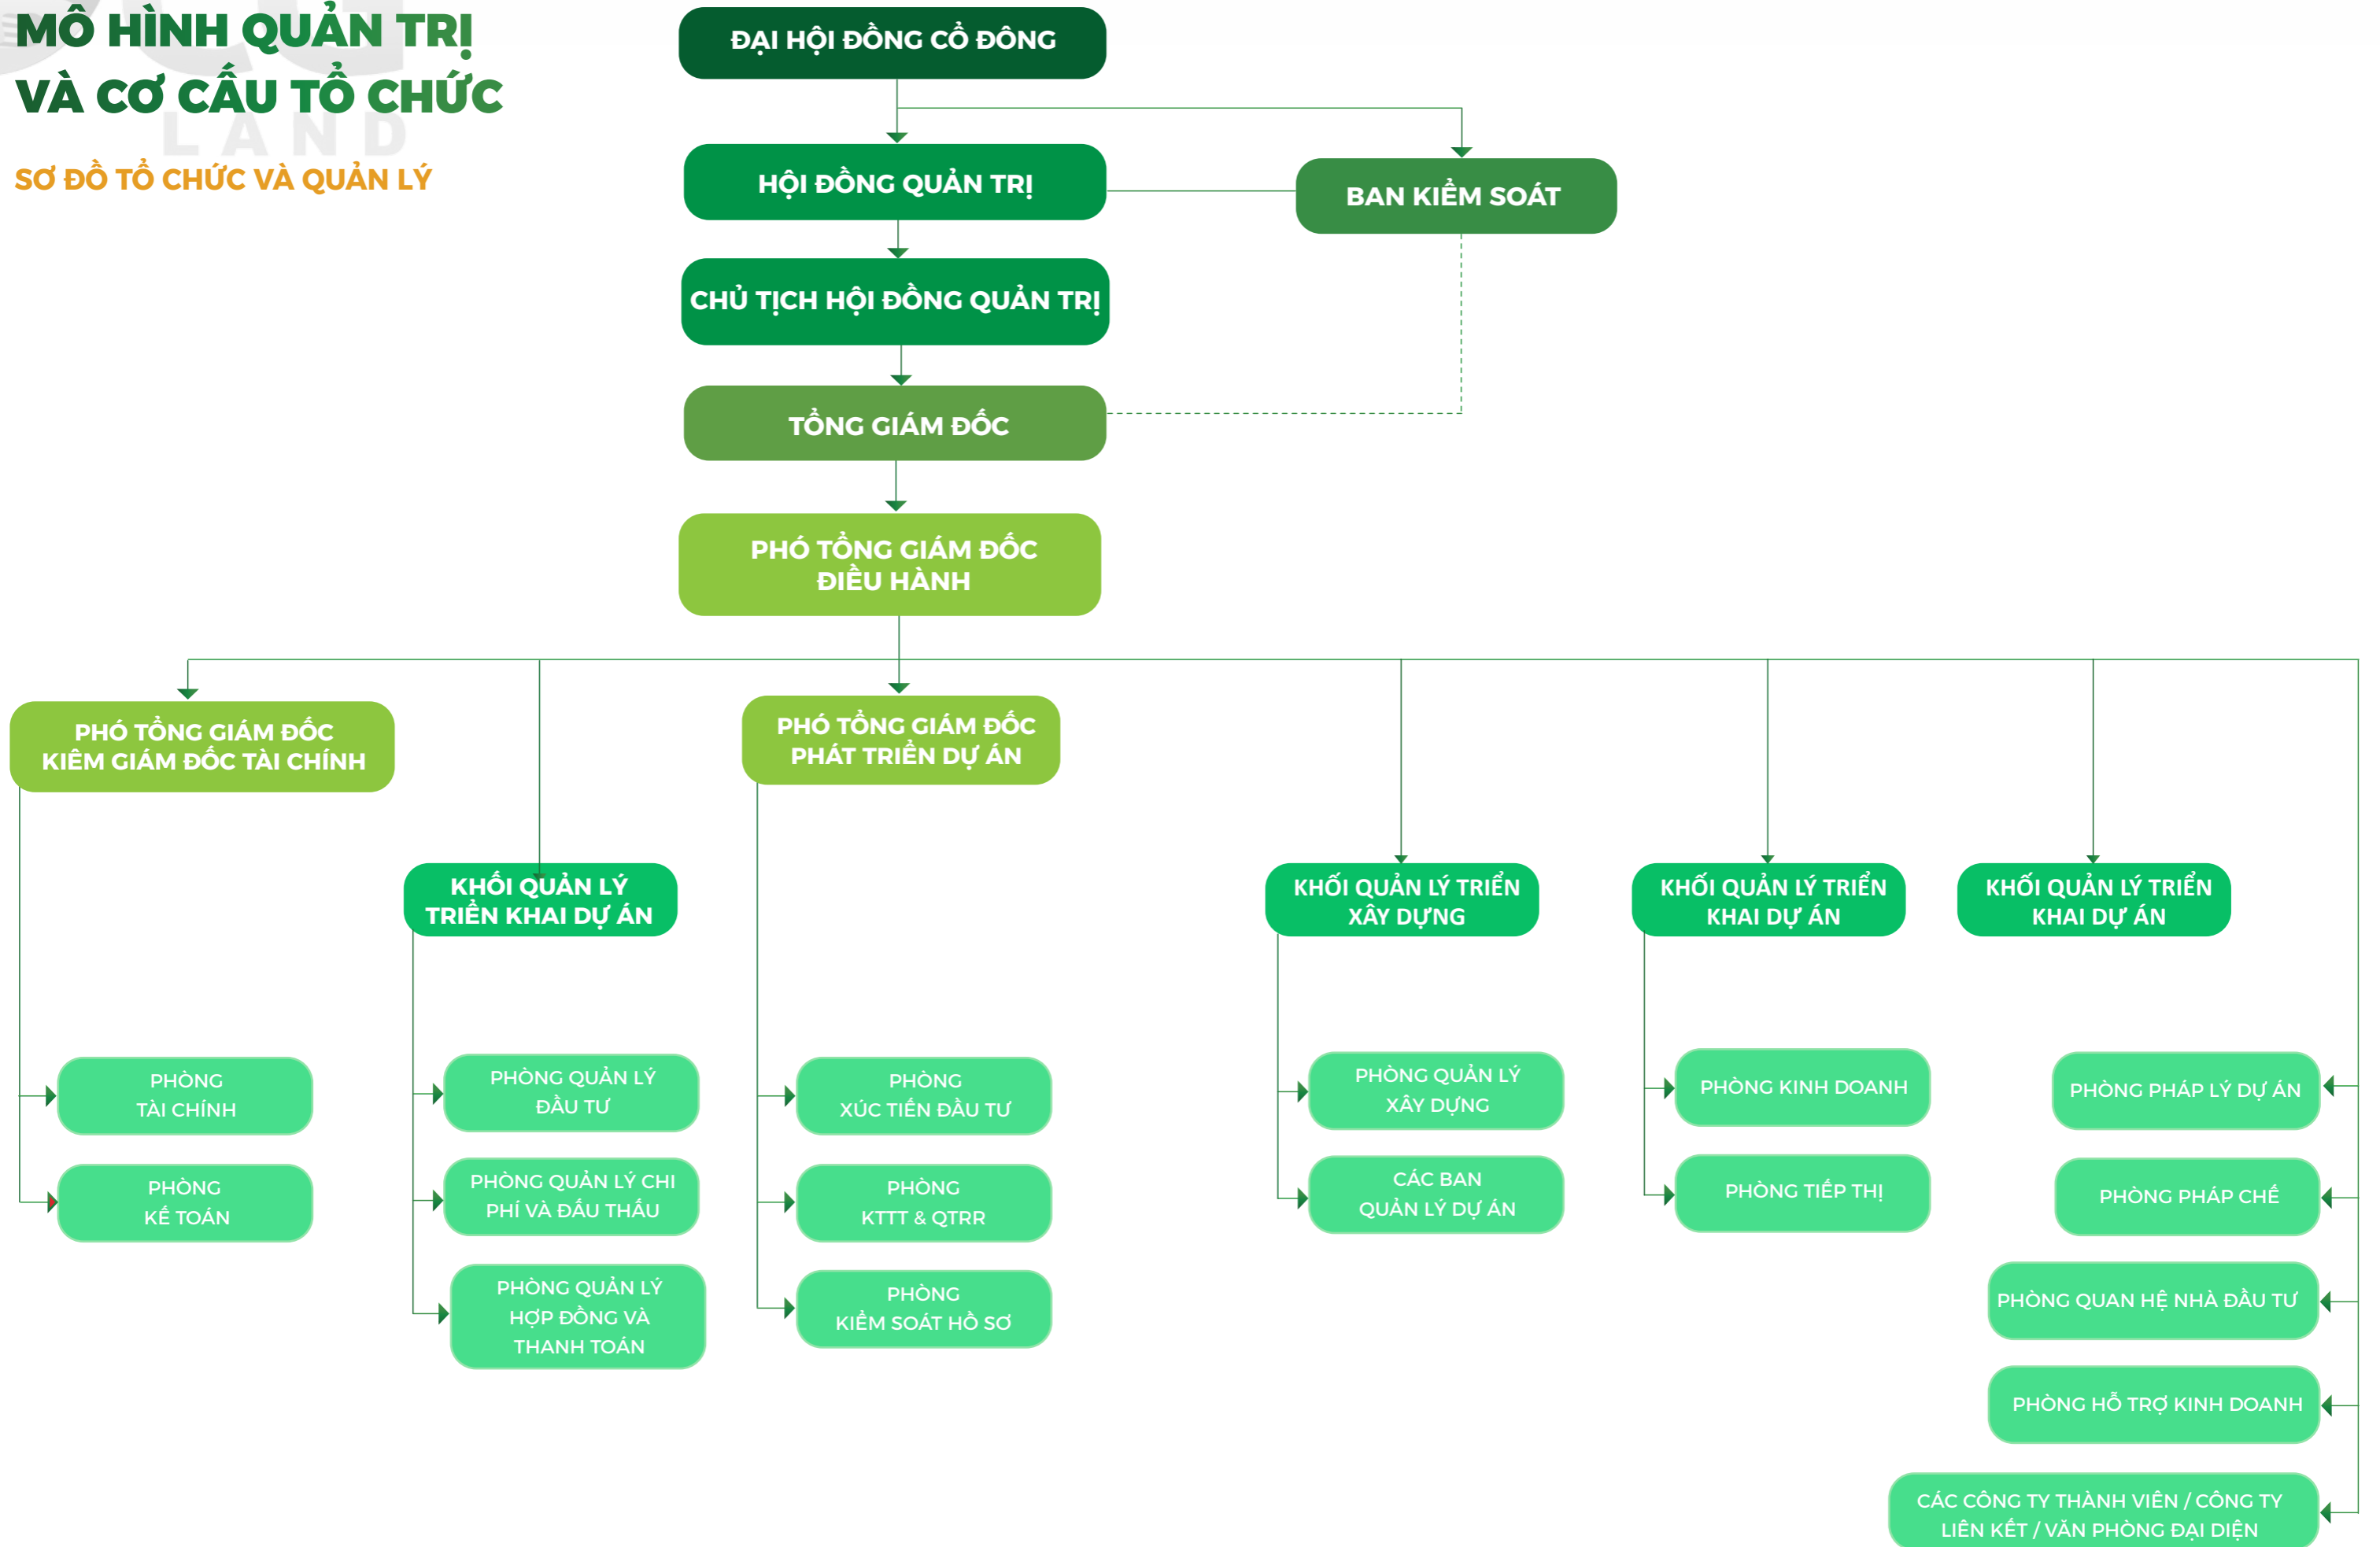 MÔ HÌNH QUẢN TRỊ
VÀ CƠ CẤU TỔ CHỨC
LAND
SƠ ĐỒ TỔ CHỨC VÀ QUẢN LÝ
ĐẠI HỘI ĐỒNG CỔ ĐÔNG
HỘI ĐỒNG QUẢN TRỊ
BAN KIỂM SOÁT
CHỦ TỊCH HỘI ĐỒNG QUẢN TRỊ
TỔNG GIÁM ĐỐC
PHÓ TỔNG GIÁM ĐỐC
ĐIỀU HÀNH
PHÓ TỔNG GIÁM ĐỐC
KIÊM GIÁM ĐỐC TÀI CHÍNH
PHÓ TỔNG GIÁM ĐỐC
PHÁT TRIỂN DỰ ÁN
KHỐI QUẢN LÝ
TRIỂN KHAI DỰ ÁN
KHỐI QUẢN LÝ TRIỂN
XÂY DỰNG
KHỐI QUẢN LÝ TRIỂN
KHAI DỰ ÁN
KHỐI QUẢN LÝ TRIỂN
KHAI DỰ ÁN
PHÒNG
TÀI CHÍNH
PHÒNG
KẾ TOÁN
PHÒNG QUẢN LÝ
ĐẦU TƯ
PHÒNG QUẢN LÝ CHI
PHÍ VÀ ĐẤU THẤU
PHÒNG QUẢN LÝ
HỢP ĐỒNG VÀ
THANH TOÁN
PHÒNG
XÚC TIẾN ĐẦU TƯ
PHÒNG
KTTT & QTRR
PHÒNG
KIỂM SOÁT HỒ SƠ
PHÒNG QUẢN LÝ
XÂY DỰNG
CÁC BAN
QUẢN LÝ DỰ ÁN
PHÒNG KINH DOANH
PHÒNG TIẾP THỊ
PHÒNG PHÁP LÝ DỰ ÁN
PHÒNG PHÁP CHẾ
PHÒNG QUAN HỆ NHÀ ĐẦU TƯ
PHÒNG HỖ TRỢ KINH DOANH
CÁC CÔNG TY THÀNH VIÊN / CÔNG TY
LIÊN KẾT / VĂN PHÒNG ĐẠI DIỆN